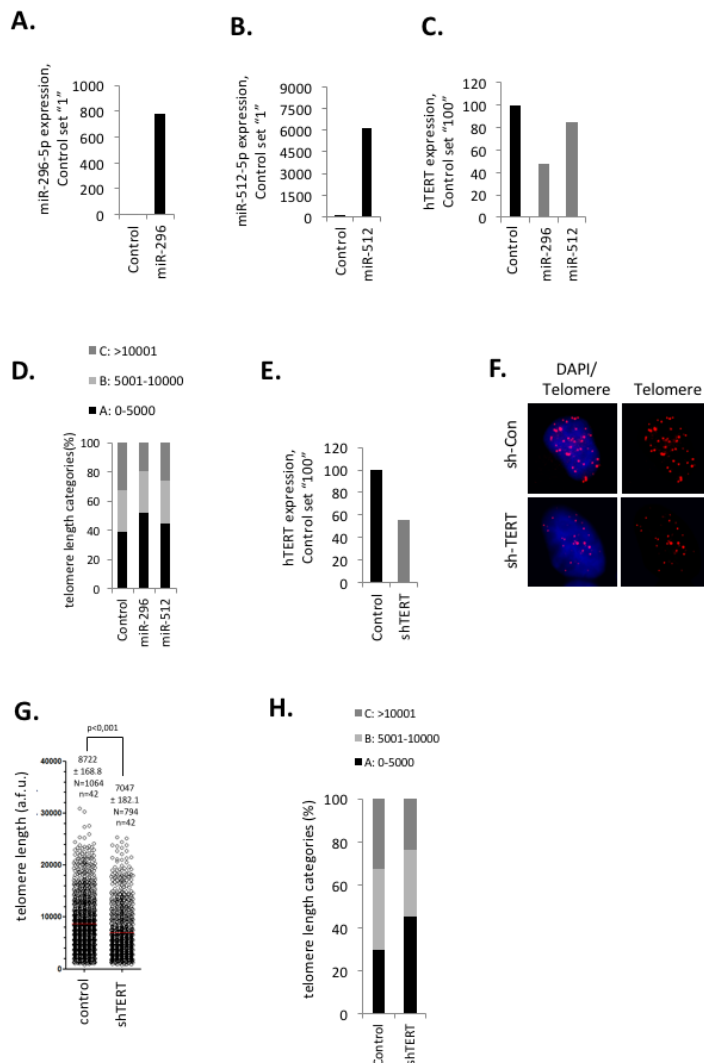 A.
miR-296-5p expression,
Control set “1”
1000
800
600
400
200
0
Control
miR-296
B.
miR-512-5p expression,
Control set “1”
9000
7500
6000
4500
3000
1500
0
Control
miR-512
C.
hTERT expression,
Control set “100”
120
100
80
60
40
20
0
Control
miR-296
miR-512
D.
C: >10001
B: 5001-10000
A: 0-5000
telomere length categories(%)
100
80
60
40
20
0
Control
miR-296
miR-512
E.
hTERT expression,
Control set “100”
120
100
80
60
40
20
0
Control
shTERT
F.
DAPI/
Telomere
Telomere
sh-Con
sh-TERT
G.
p<0,001
telomere length (a.f.u.)
40000
30000
20000
10000
0
8722
± 168.8
N=1064
n=42
7047
± 182.1
N=794
n=42
control
shTERT
H.
C: >10001
B: 5001-10000
A: 0-5000
telomere length categories (%)
100
80
60
40
20
0
Control
shTERT